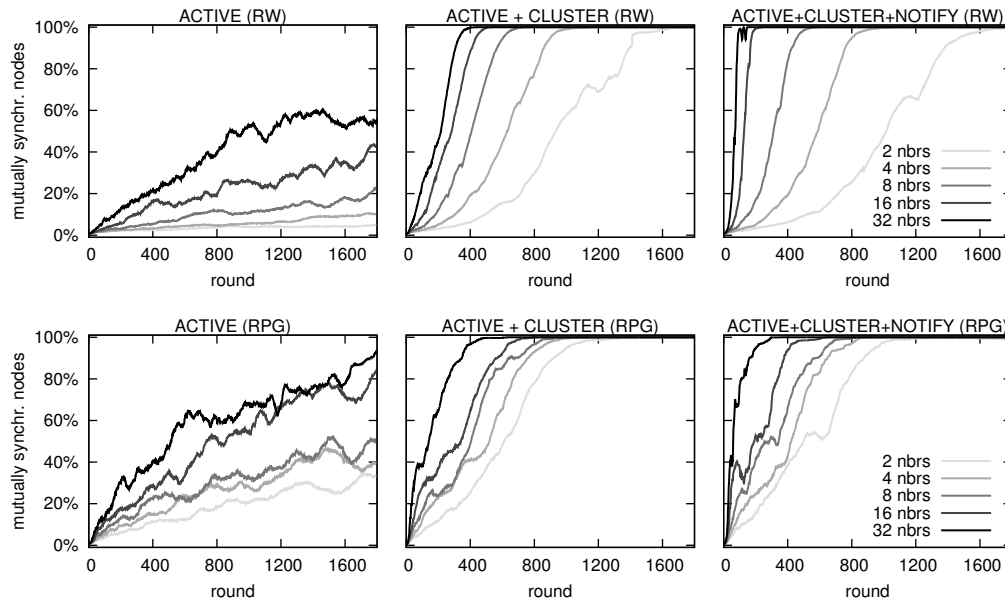 ACTIVE (RW)
ACTIVE + CLUSTER (RW)
ACTIVE+CLUSTER+NOTIFY (RW)
mutually synchr. nodes
100%
80%
60%
40%
20%
0%
2 nbrs
4 nbrs
8 nbrs
16 nbrs
32 nbrs
0 400 800 1200 1600
0 400 800 1200 1600
0 400 800 1200 1600
round
round
round
ACTIVE (RPG)
ACTIVE + CLUSTER (RPG)
ACTIVE+CLUSTER+NOTIFY (RPG)
mutually synchr. nodes
100%
80%
60%
40%
20%
0%
2 nbrs
4 nbrs
8 nbrs
16 nbrs
32 nbrs
0 400 800 1200 1600
0 400 800 1200 1600
0 400 800 1200 1600
round
round
round